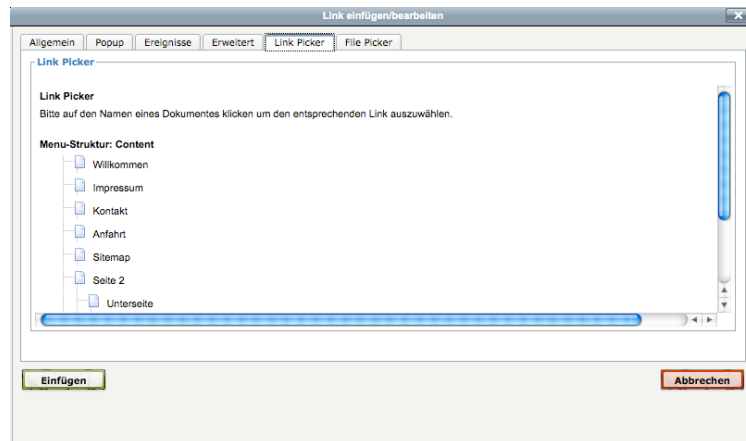 Link einfügen/bearbeiten
Allgemein Popup Ereignisse Erweitert Link Picker File Picker
Link Picker
Link Picker
Bitte auf den Namen eines Dokumentes klicken um den entsprechenden Link auszuwählen.
Menu-Struktur: Content
Willkommen
Impressum
Kontakt
Anfahrt
Sitemap
Seite 2
Unterseite
Einfügen Abbrechen